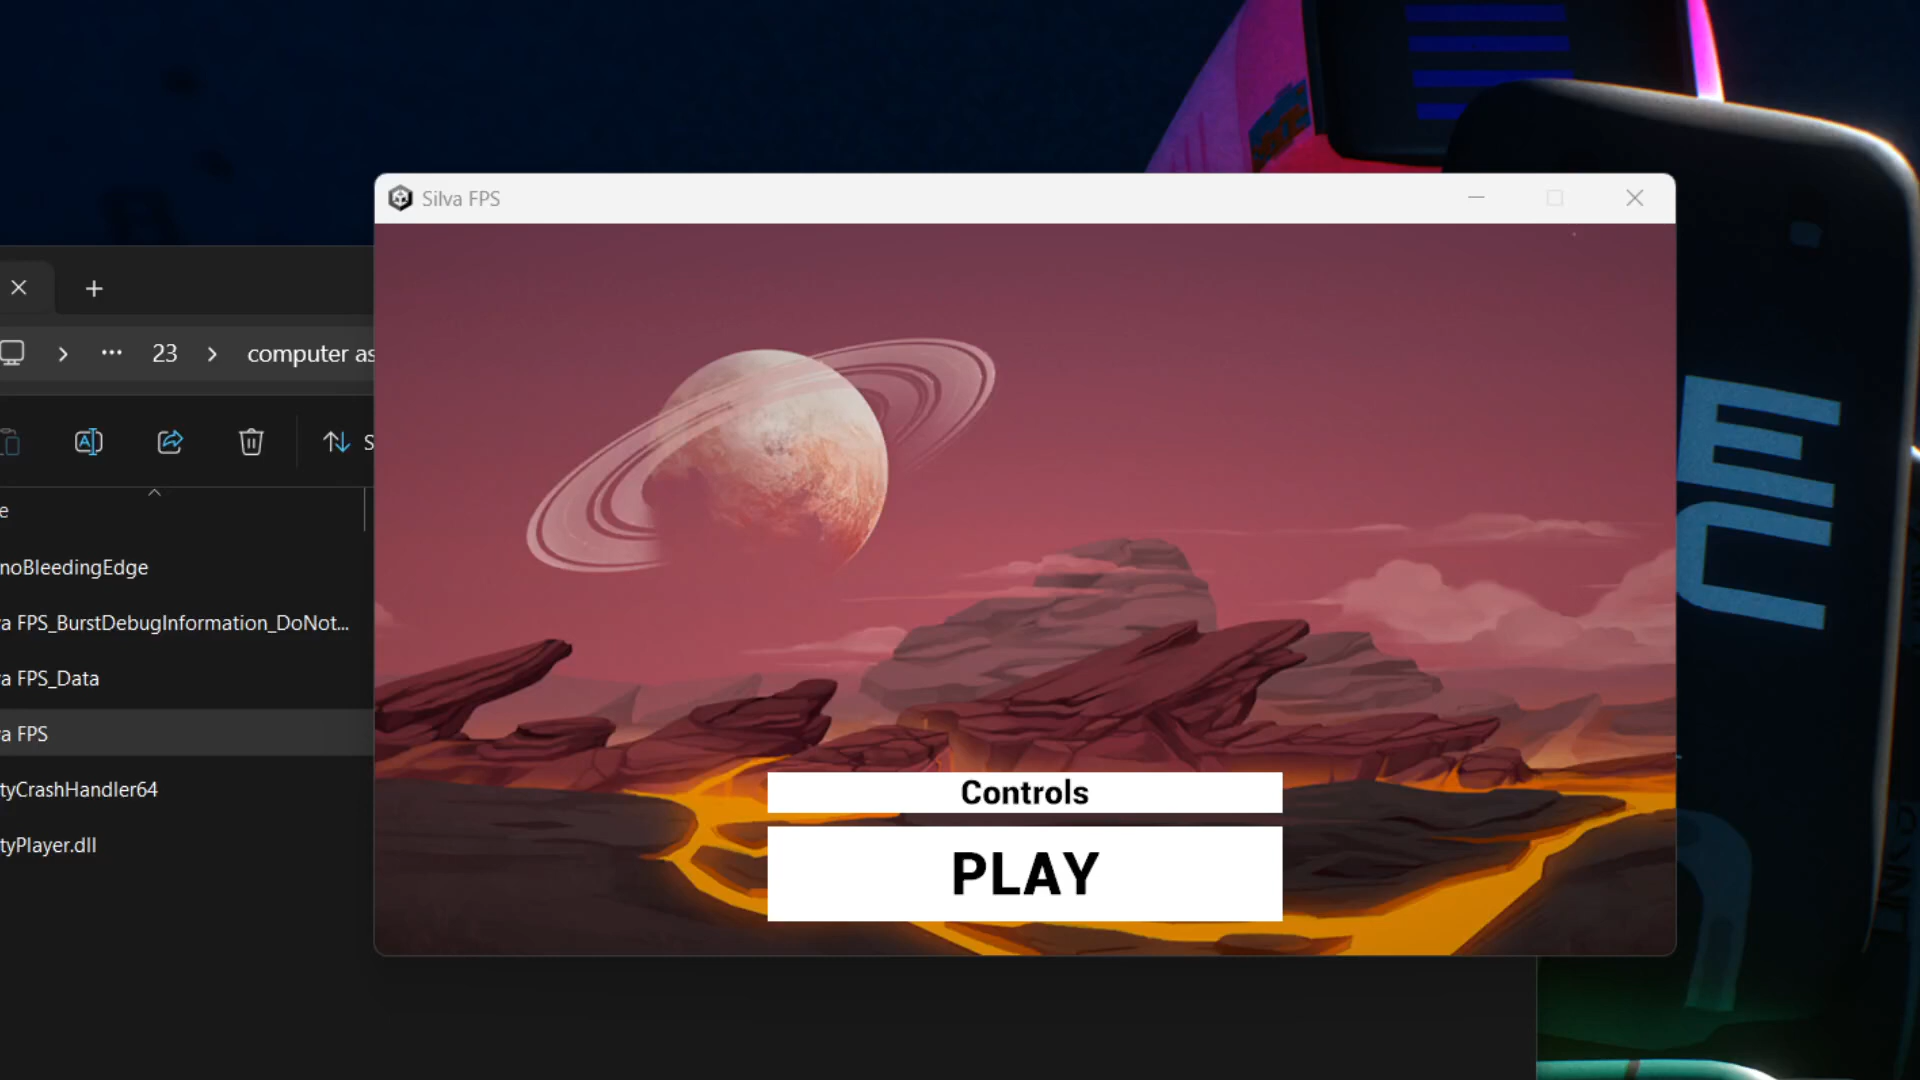 Silva FPS
23
computer as
S
e
noBleedingEdge
a FPS_BurstDebugInformation_DoNot...
a FPS_Data
a FPS
tyCrashHandler64
tyPlayer.dll
Controls
PLAY